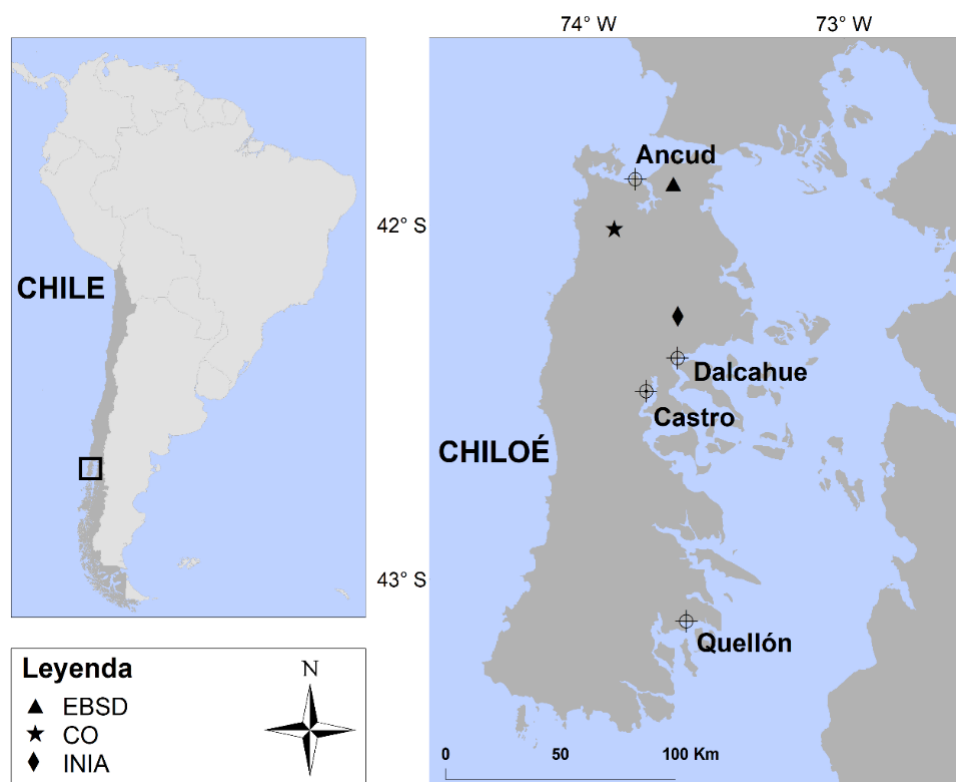 CHILE
Leyenda
N
EBSD
CO
INIA
74° W
73° W
42° S
43° S
Ancud
Dalcahue
Castro
CHILOÉ
Quellón
0 50 100 Km